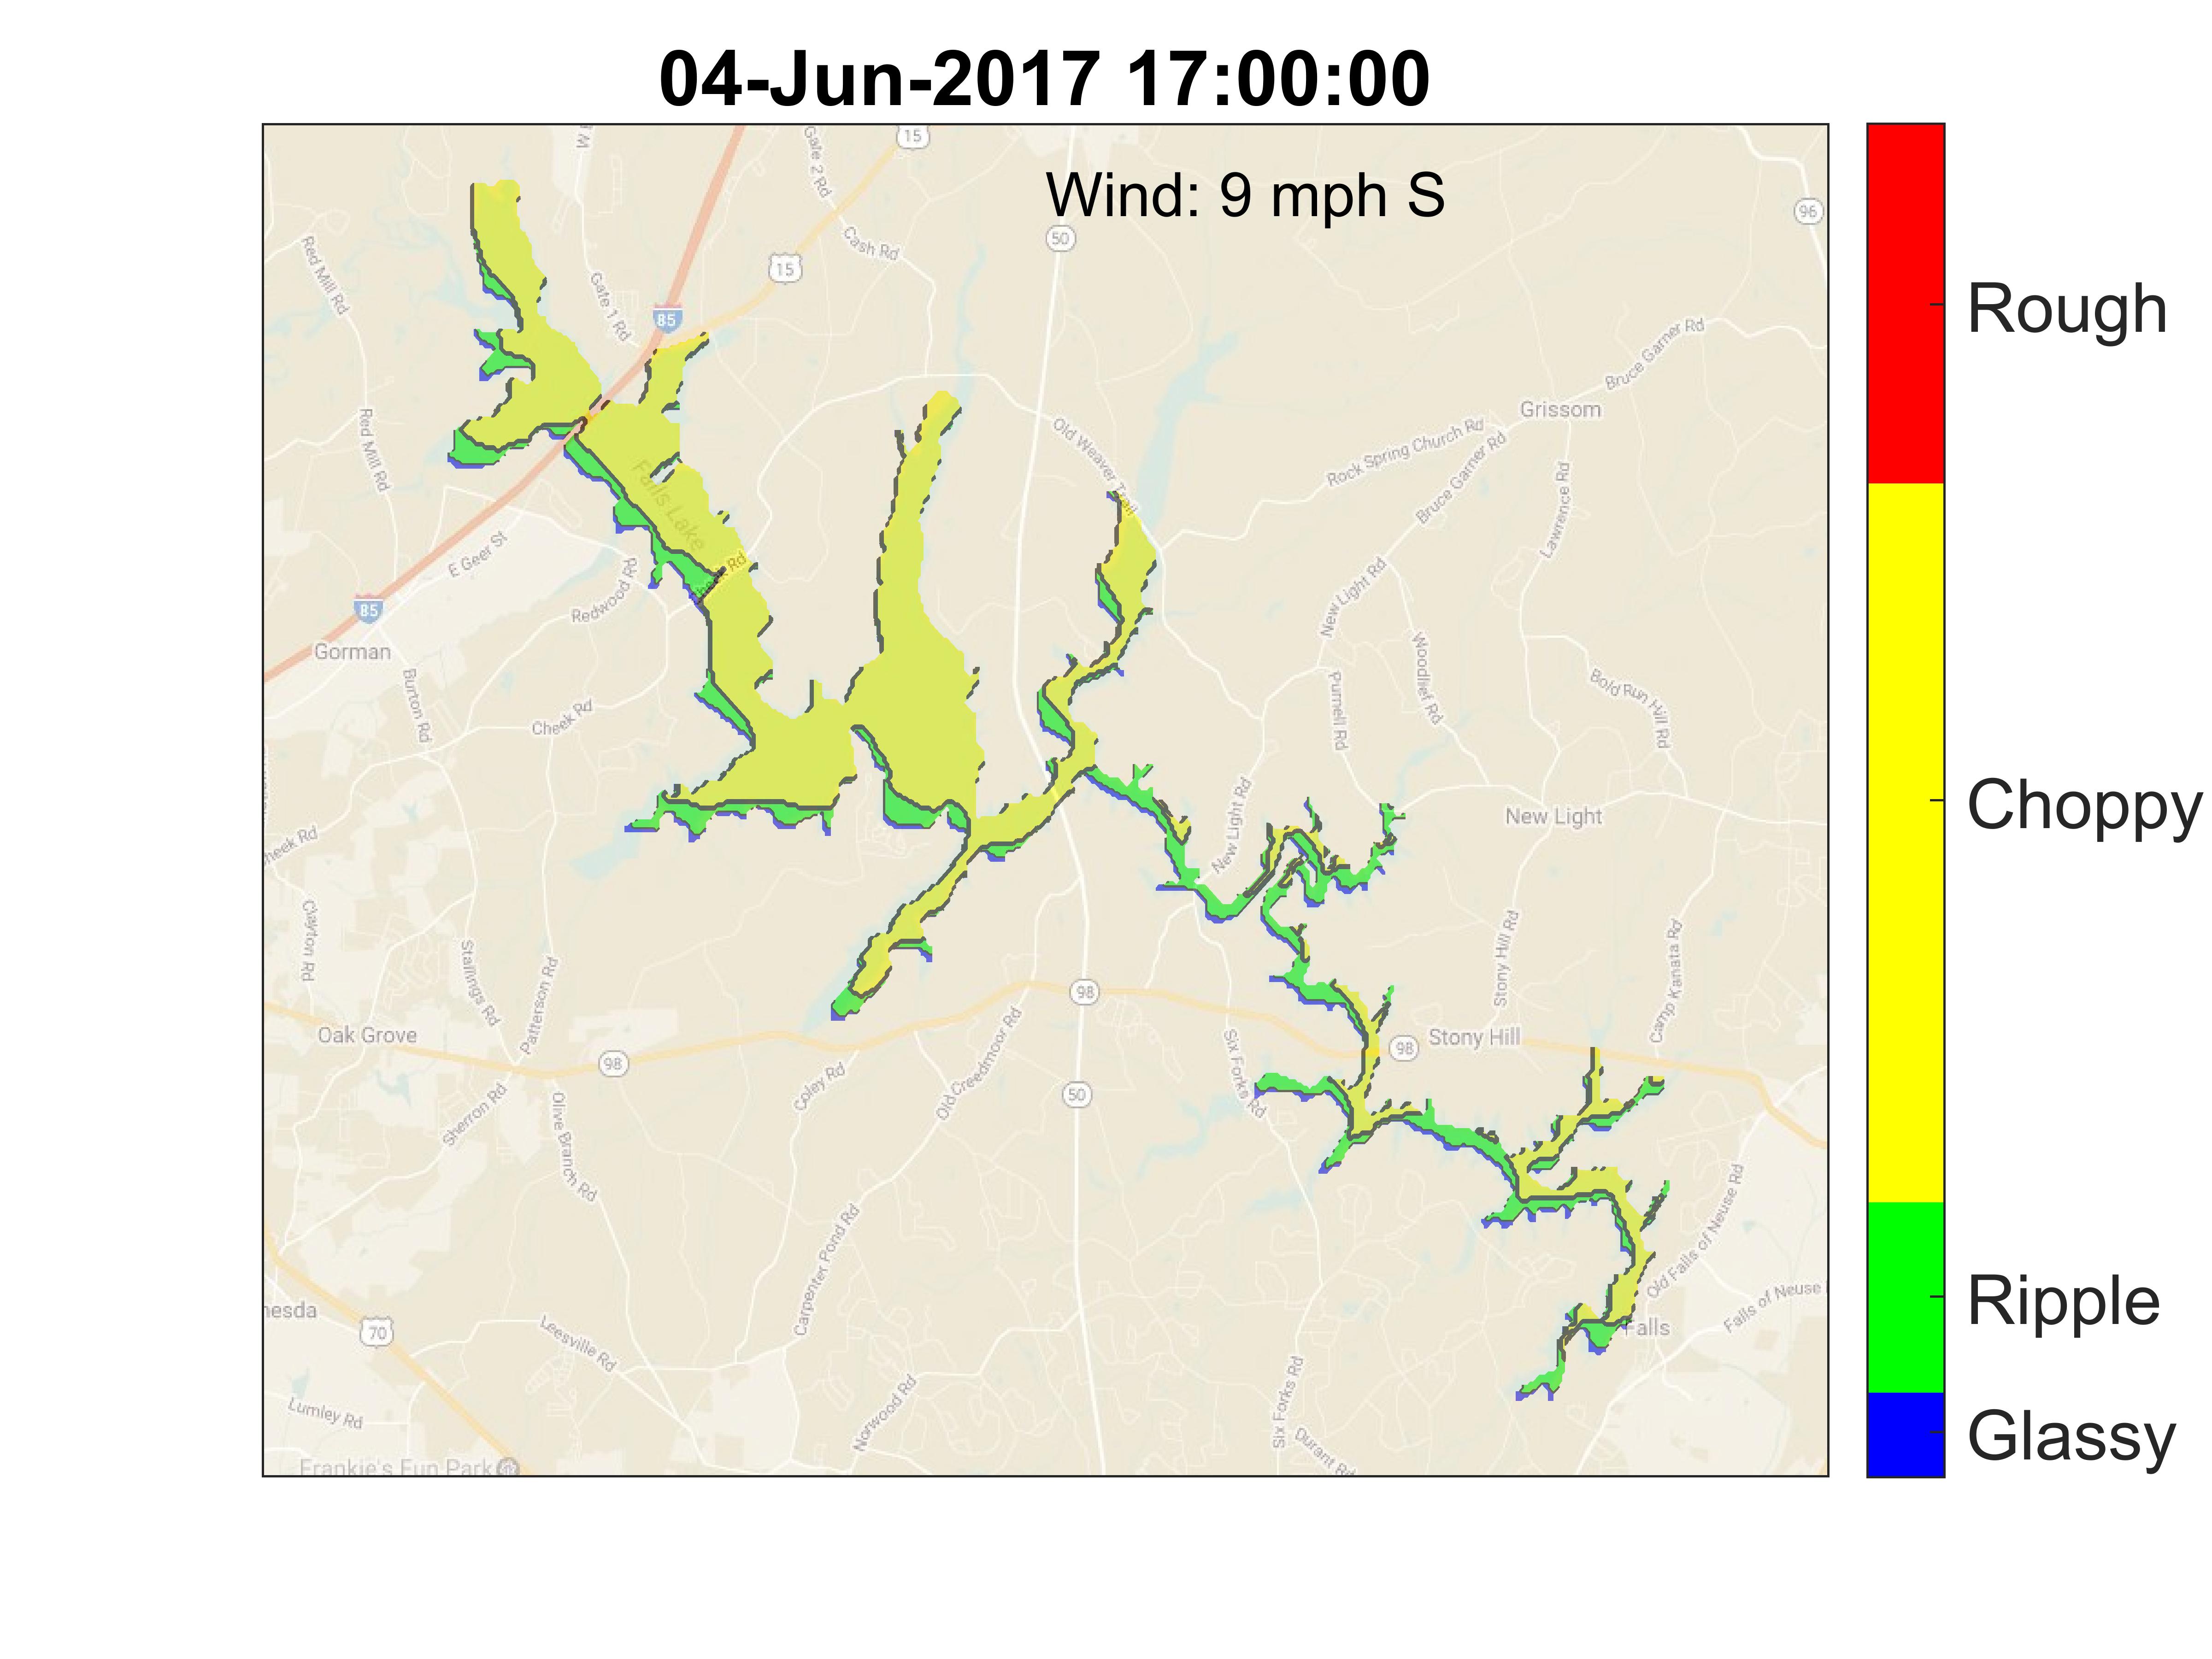 04-Jun-2017 17:00:00
Wind: 9 mph S
Rough
Choppy
Ripple
Glassy
15
Gate 2 Rd
50
96
Cash Rd
Red Mill Rd
15
Gate 1 Rd
85
Bruce Garner Rd
Grissom
Old Weaver Trail
Rock Spring Church Rd
Bruce Garner Rd
Red Mill Rd
Falls Lake
Lawrence Rd
E Geer St
Redwood Rd
New Light Rd
85
Gorman
Woodlief Rd
Burton Rd
Purnell Rd
Bold Run Hill Rd
Cheek Rd
New Light Rd
New Light
heek Rd
Clayton Rd
Stallings Rd
Patterson Rd
Stony Hill Rd
Camp Kanata Rd
98
Oak Grove
98
Stony Hill
98
Six Forks Rd
Coley Rd
Old Creedmoor Rd
50
Sherron Rd
Olive Branch Rd
Carpenter Pond Rd
Old Falls of Neuse Rd
Falls of Neuse
nesda
70
Falls
Leesville Rd
Lumley Rd
Norwood Rd
Six Forks Rd
Durant Rd
Frankie's Fun Park